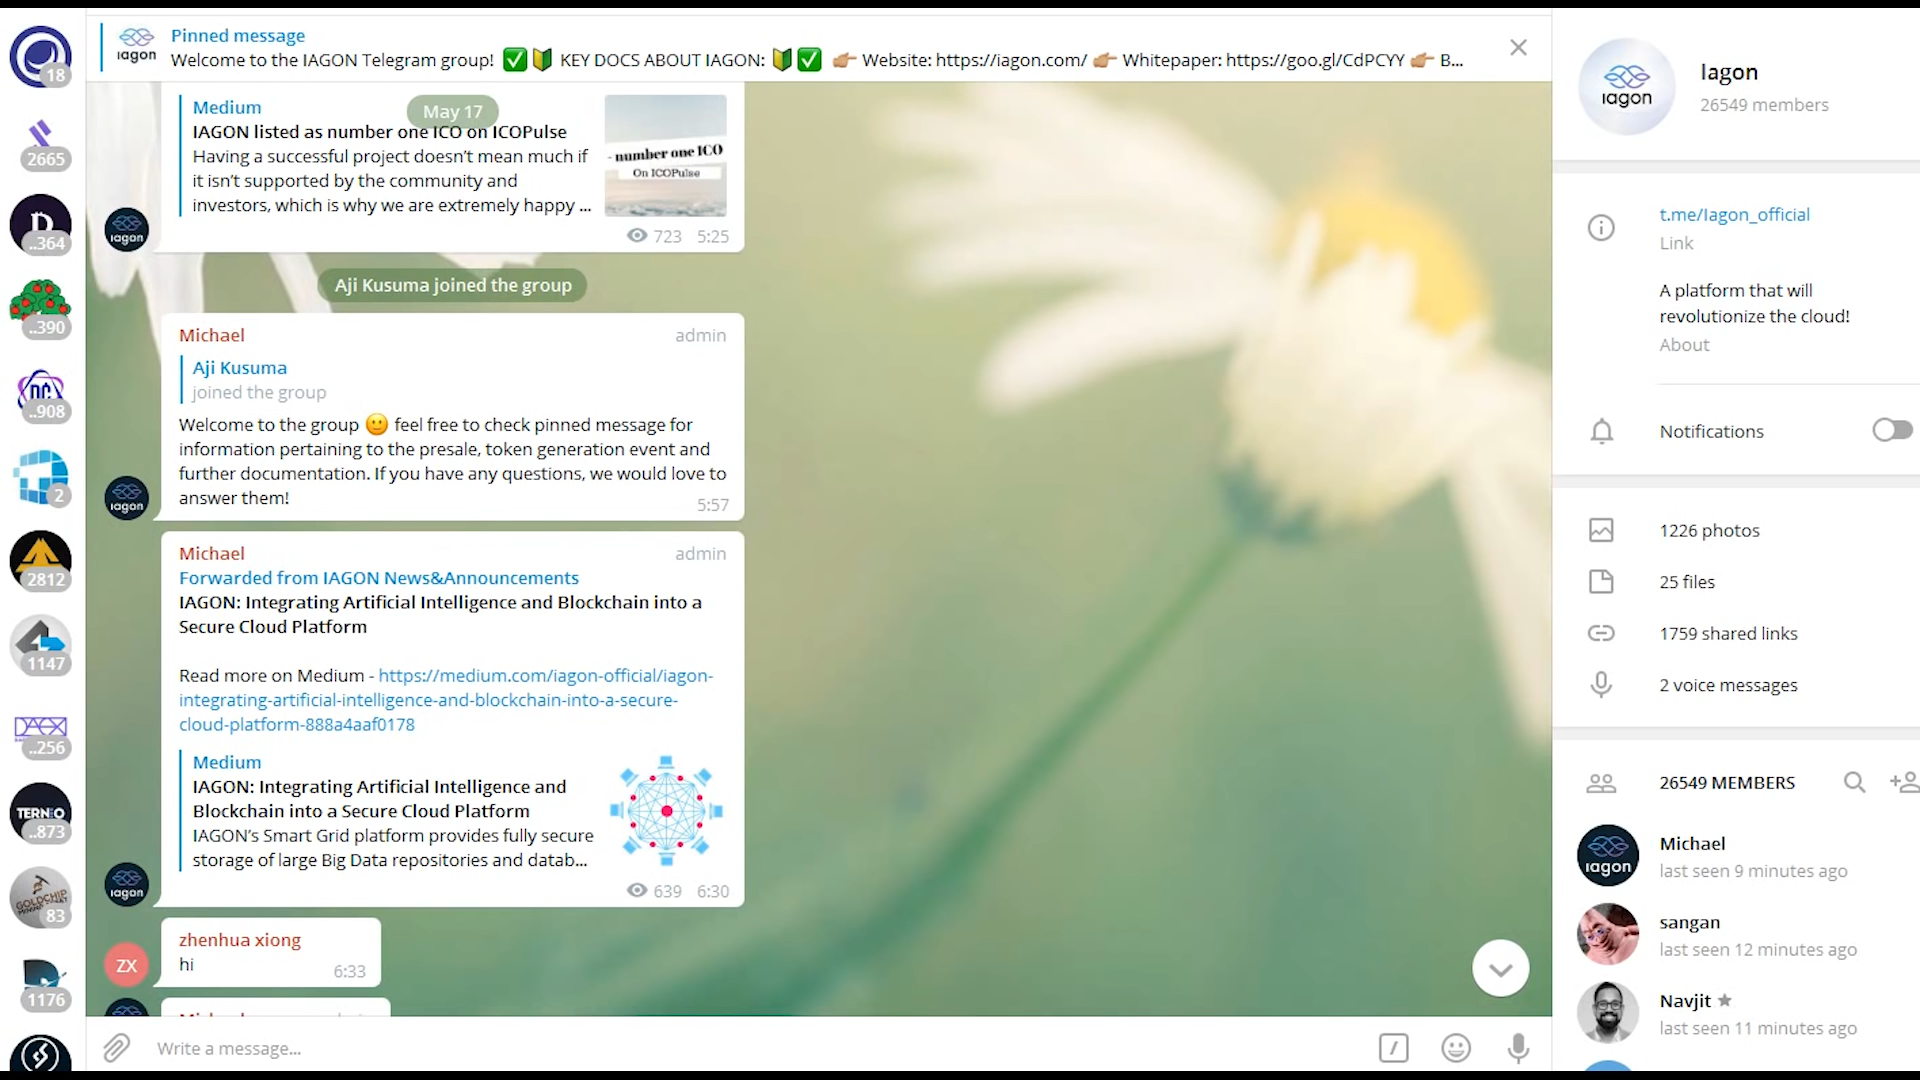 18
2665
D
..364
..390
DC
..908
2
2812
1147
DAEX
..256
TERNIO
..873
GOLDCHIP
83
1176
iagon
Pinned message
Welcome to the IAGON Telegram group! ✅🔰 KEY DOCS ABOUT IAGON: 🔰✅ 👉🏼 Website: https://iagon.com/ 👉🏼 Whitepaper: https://goo.gl/CdPCYY 👉🏼 B...
May 17
Medium
IAGON listed as number one ICO on ICOPulse
Having a successful project doesn't mean much if
it isn't supported by the community and
investors, which is why we are extremely happy ...
- number one ICO
On ICOPulse
723 5:25
iagon
Aji Kusuma joined the group
Michael admin
Aji Kusuma
joined the group
Welcome to the group 🙂 feel free to check pinned message for
information pertaining to the presale, token generation event and
further documentation. If you have any questions, we would love to
answer them!
5:57
iagon
Michael admin
Forwarded from IAGON News&Announcements
IAGON: Integrating Artificial Intelligence and Blockchain into a
Secure Cloud Platform
Read more on Medium - https://medium.com/iagon-official/iagon-
integrating-artificial-intelligence-and-blockchain-into-a-secure-
cloud-platform-888a4aaf0178
Medium
IAGON: Integrating Artificial Intelligence and
Blockchain into a Secure Cloud Platform
IAGON's Smart Grid platform provides fully secure
storage of large Big Data repositories and datab...
639 6:30
iagon
zhenhua xiong
hi
6:33
ZX
Write a message...
iagon
Iagon
26549 members
t.me/Iagon_official
Link
A platform that will
revolutionize the cloud!
About
Notifications
1226 photos
25 files
1759 shared links
2 voice messages
26549 MEMBERS
iagon
Michael
last seen 9 minutes ago
sangan
last seen 12 minutes ago
Navjit ★
last seen 11 minutes ago